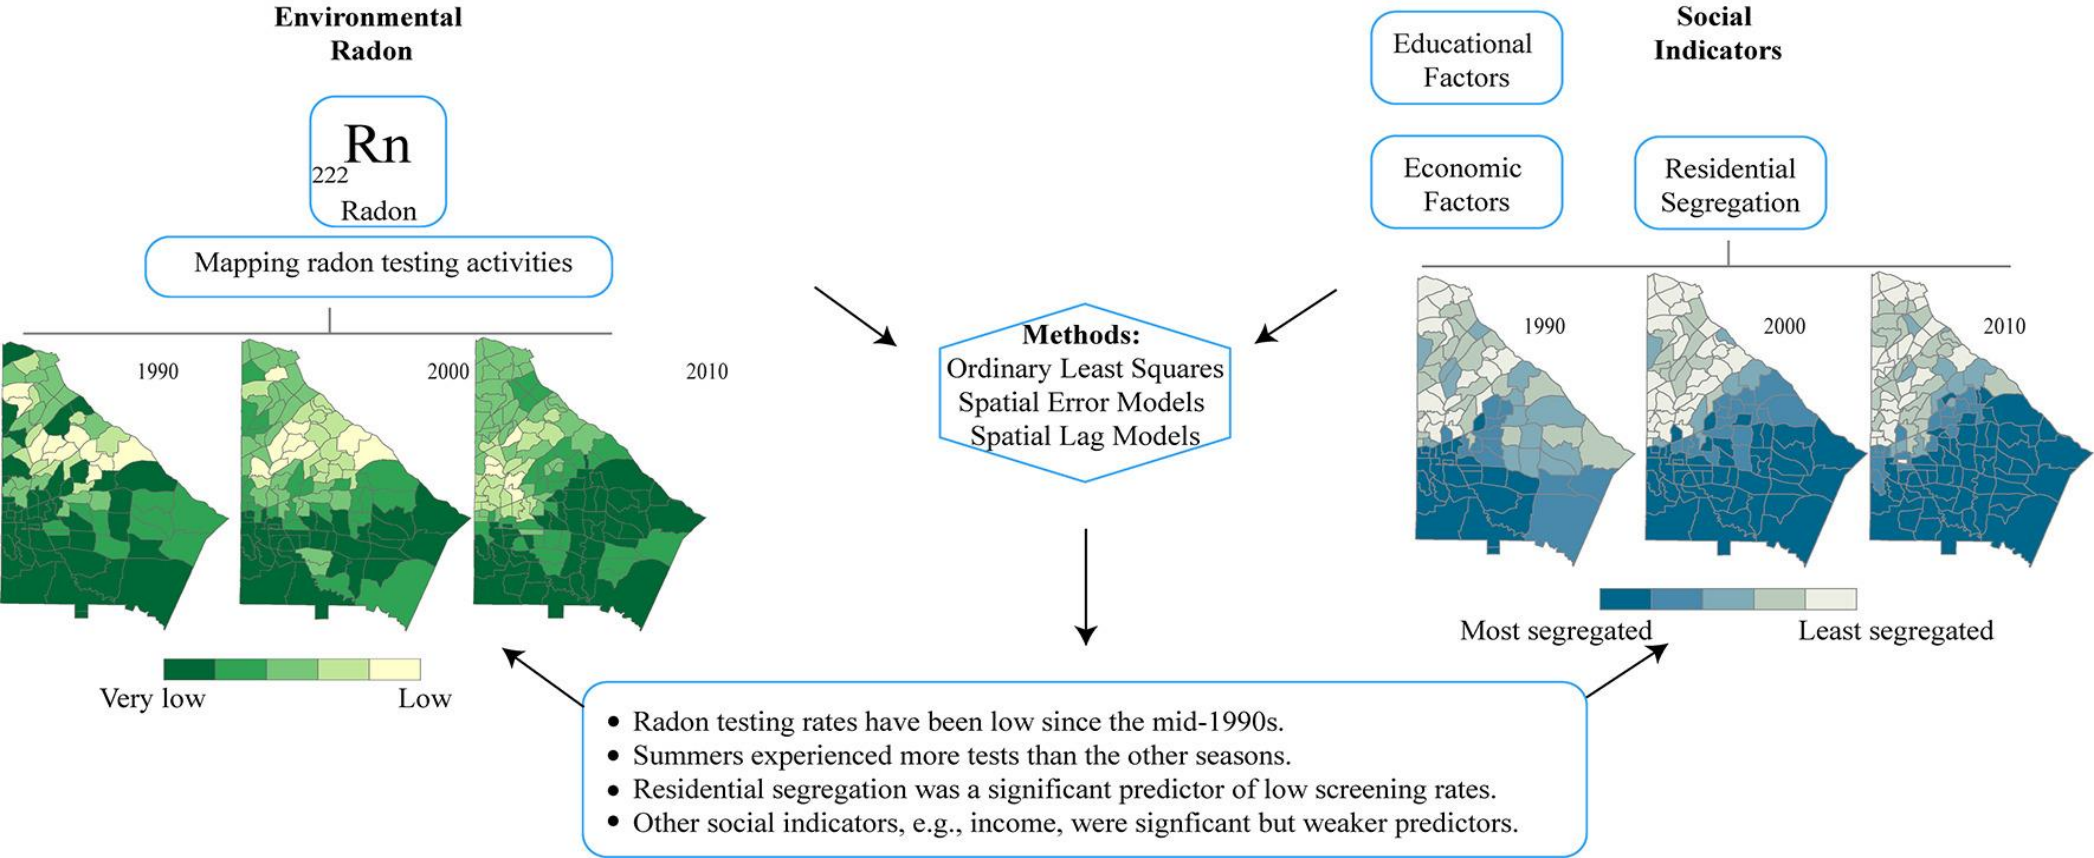 Environmental
Radon
Rn
222
Radon
Mapping radon testing activities
1990
2000
2010
Very low
Low
Social
Indicators
Educational
Factors
Economic
Factors
Residential
Segregation
1990
2000
2010
Most segregated
Least segregated
Methods:
Ordinary Least Squares
Spatial Error Models
Spatial Lag Models
• Radon testing rates have been low since the mid-1990s.
• Summers experienced more tests than the other seasons.
• Residential segregation was a significant predictor of low screening rates.
• Other social indicators, e.g., income, were signficant but weaker predictors.